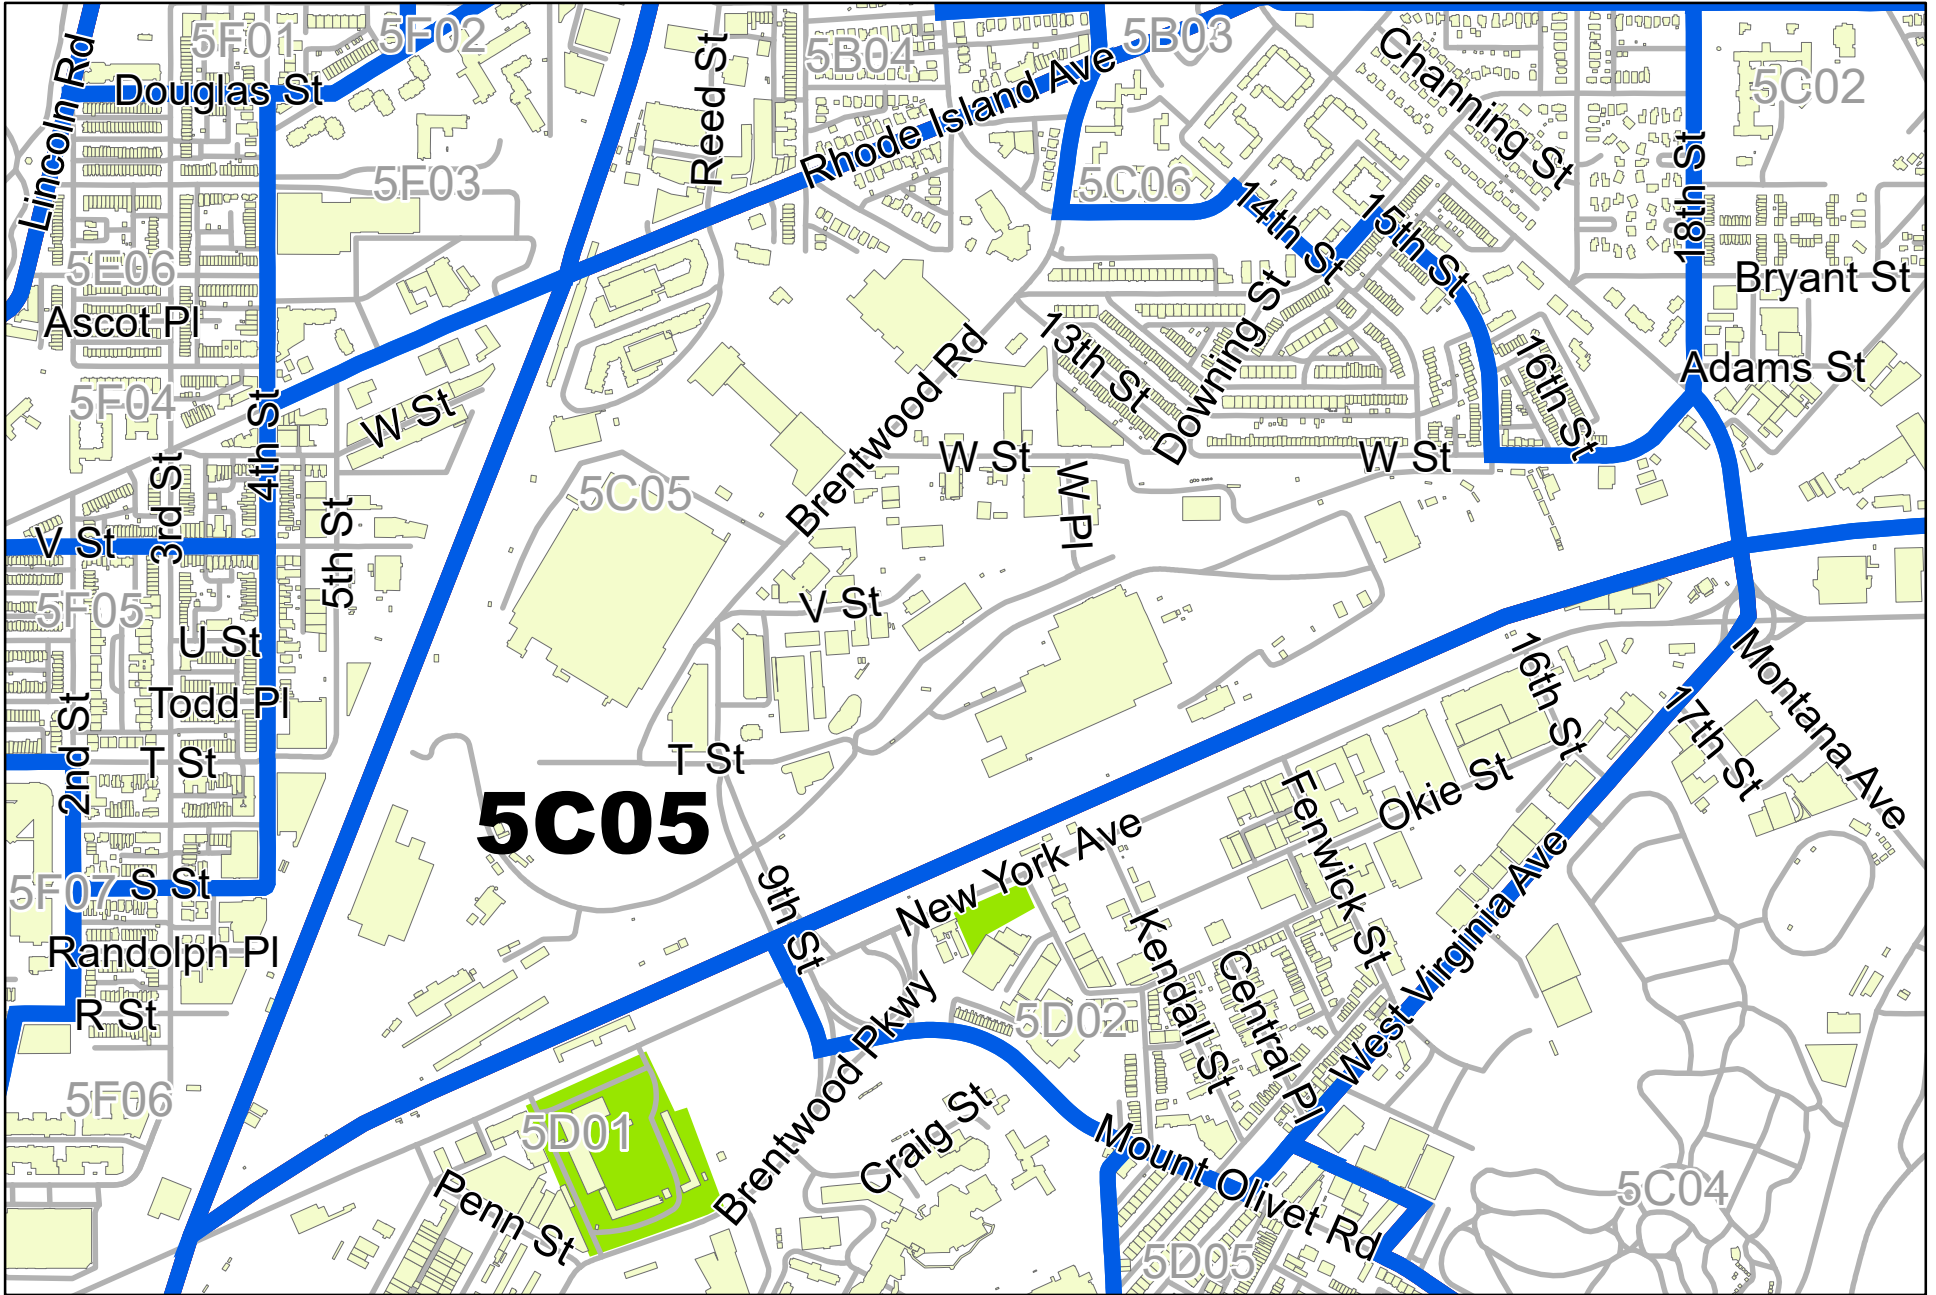 5F01
5F02
5B04
5B03
5C02
Lincoln Rd
Douglas St
Reed St
Rhode Island Ave
Channing St
18th St
5F03
5C06
14th St
15th St
5E06
Bryant St
Ascot Pl
13th St
Downing St
16th St
Adams St
5F04
4th St
W St
Brentwood Rd
W St
W St
3rd St
5C05
W Pl
V St
5th St
5F05
V St
U St
Todd Pl
2nd St
T St
T St
16th St
17th St
Montana Ave
5C05
Fenwick St
Okie St
New York Ave
9th St
5F07
S St
Randolph Pl
R St
Kendall St
Central Pl
West Virginia Ave
5D02
Brentwood Pkwy
5F06
5D01
Craig St
Mount Olivet Rd
Penn St
5C04
5D05